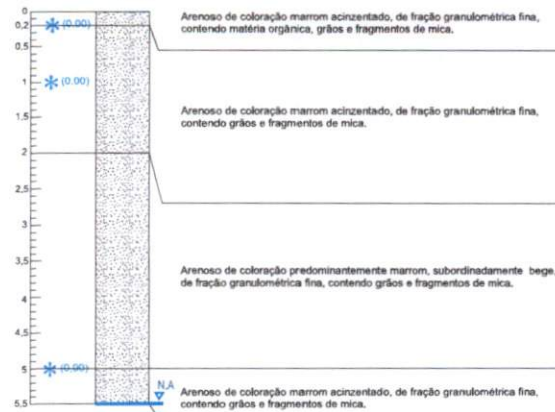 0
0,2
* (0.00)
Arenoso de coloração marrom acinzentado, de fração granulométrica fina,
contendo matéria orgânica, grãos e fragmentos de mica.
0,5
1
* (0.00)
Arenoso de coloração marrom acinzentado, de fração granulométrica fina,
contendo grãos e fragmentos de mica.
1,5
2
2,5
3
3,5
Arenoso de coloração predominantemente marrom, subordinadamente bege,
de fração granulométrica fina, contendo grãos e fragmentos de mica.
4
4,5
5
* (0.00)
N.A
Arenoso de coloração marrom acinzentado, de fração granulométrica fina,
contendo grãos e fragmentos de mica.
5,5